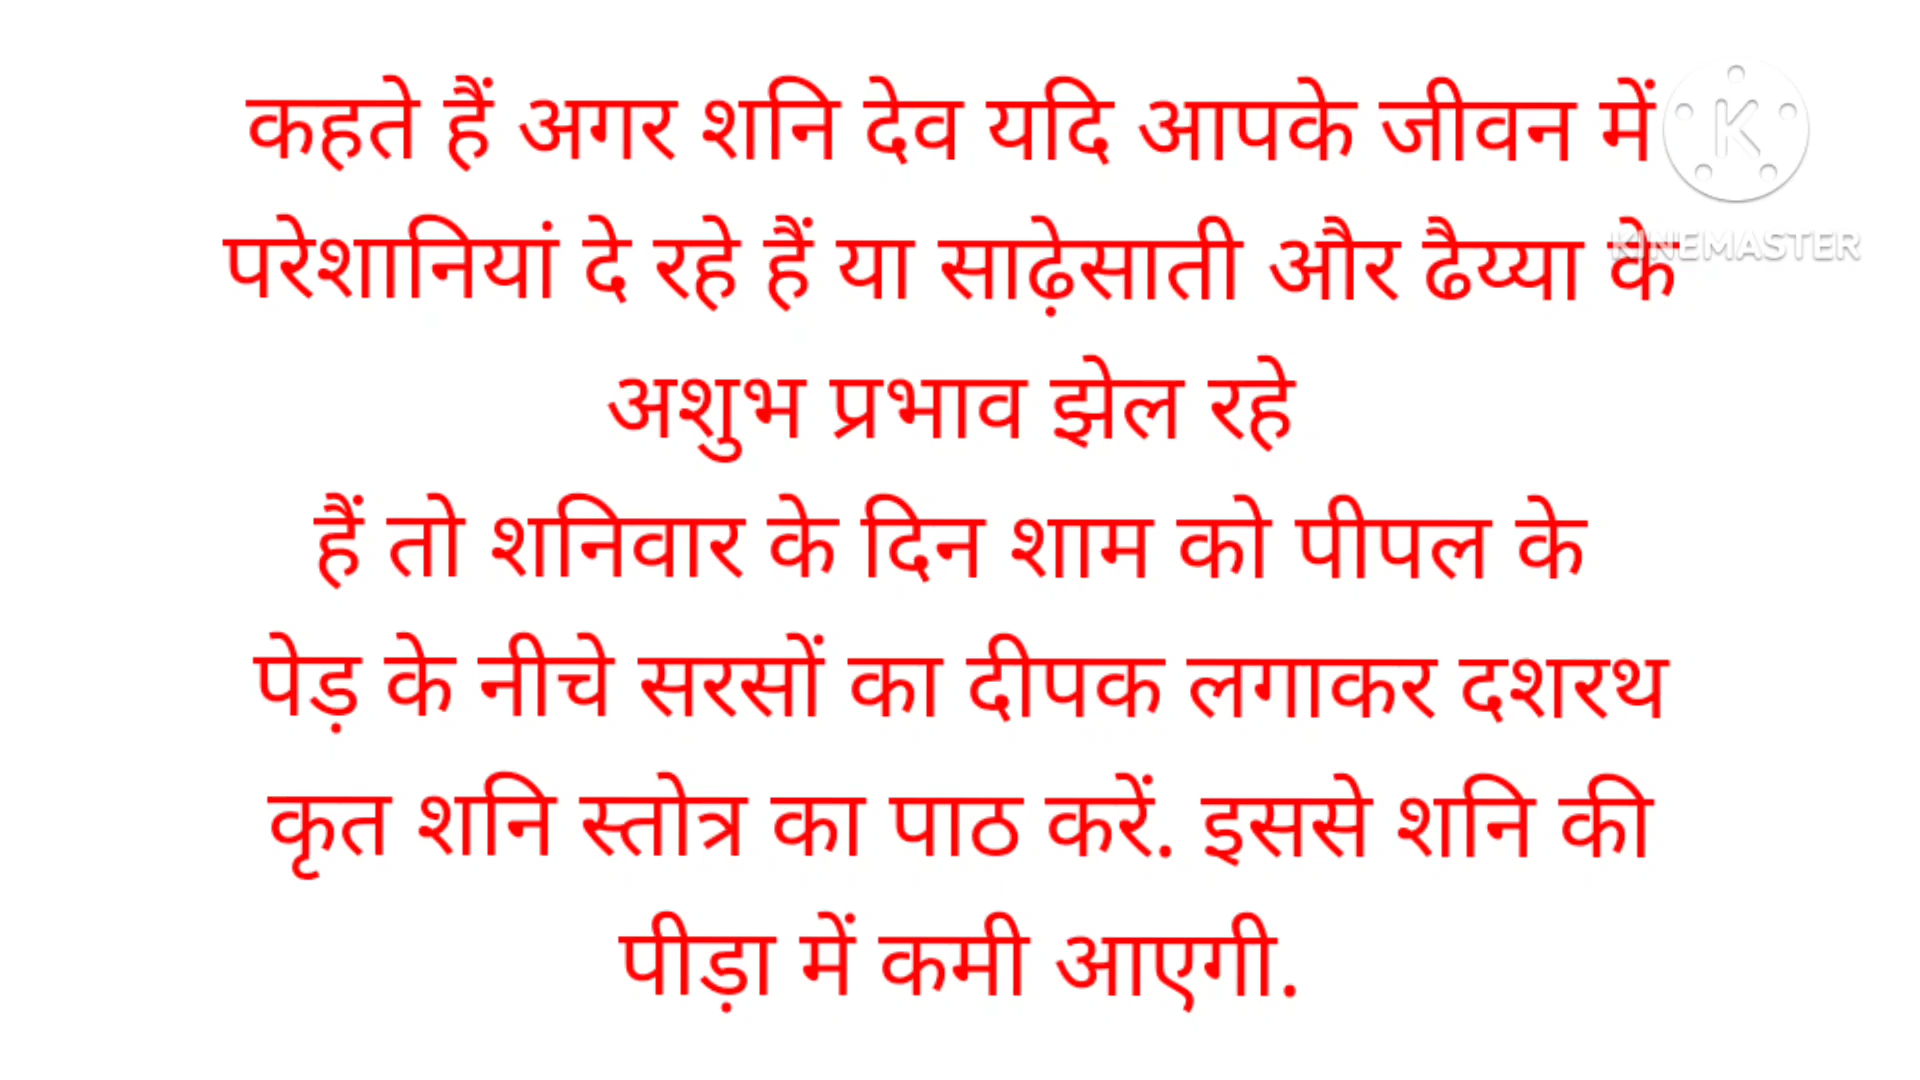 कहते हैं अगर शनि देव यदि आपके जीवन में
परेशानियां दे रहे हैं या साढ़ेसाती और ढैय्या के
अशुभ प्रभाव झेल रहे
हैं तो शनिवार के दिन शाम को पीपल के
पेड़ के नीचे सरसों का दीपक लगाकर दशरथ
कृत शनि स्तोत्र का पाठ करें. इससे शनि की
पीड़ा में कमी आएगी.
K
KINEMASTER